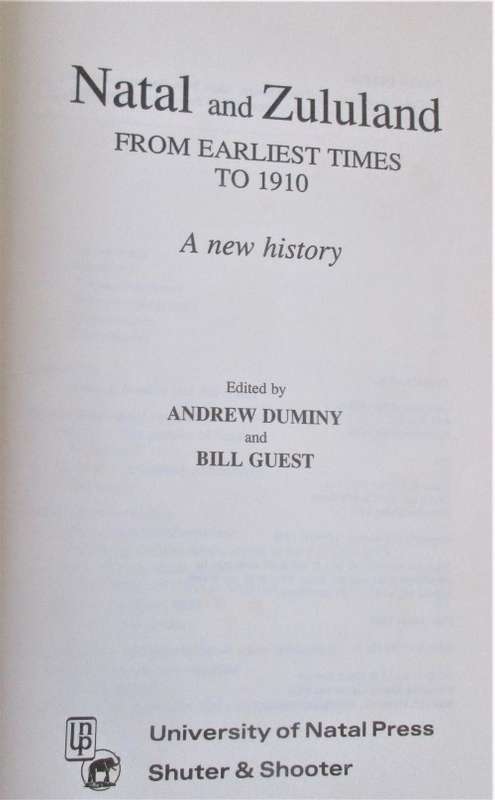 Natal and Zululand
FROM EARLIEST TIMES
TO 1910
A new history
Edited by
ANDREW DUMINY
and
BILL GUEST
unp
University of Natal Press
Shuter & Shooter